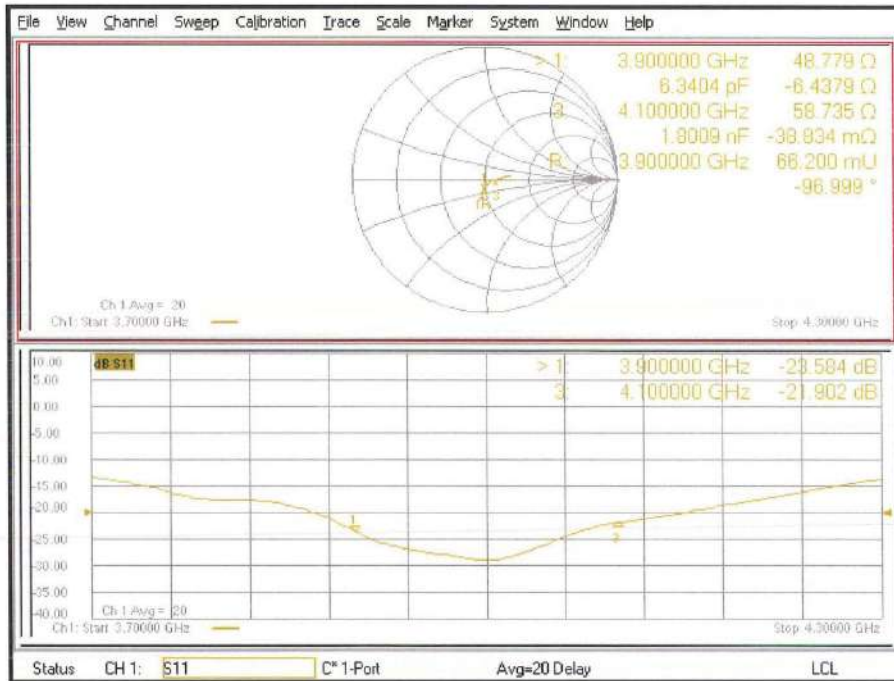 File View Channel Sweep Calibration Trace Scale Marker System Window Help
> 1: 3.900000 GHz 48.779 Ω
6.3404 pF -6.4379 Ω
3: 4.100000 GHz 58.735 Ω
1.8009 nF -38.834 mΩ
R: 3.900000 GHz 66.200 mU
-96.999 °
Ch 1 Avg = 20
Ch1: Start 3.70000 GHz
Stop 4.30000 GHz
10.00
dB S11
> 1: 3.900000 GHz -23.584 dB
5.00
3: 4.100000 GHz -21.902 dB
0.00
-5.00
-10.00
-15.00
-20.00
1
3
-25.00
-30.00
-35.00
-40.00
Ch 1 Avg = 20
Ch1: Start 3.70000 GHz
Stop 4.30000 GHz
Status CH 1: S11 C* 1-Port Avg=20 Delay LCL